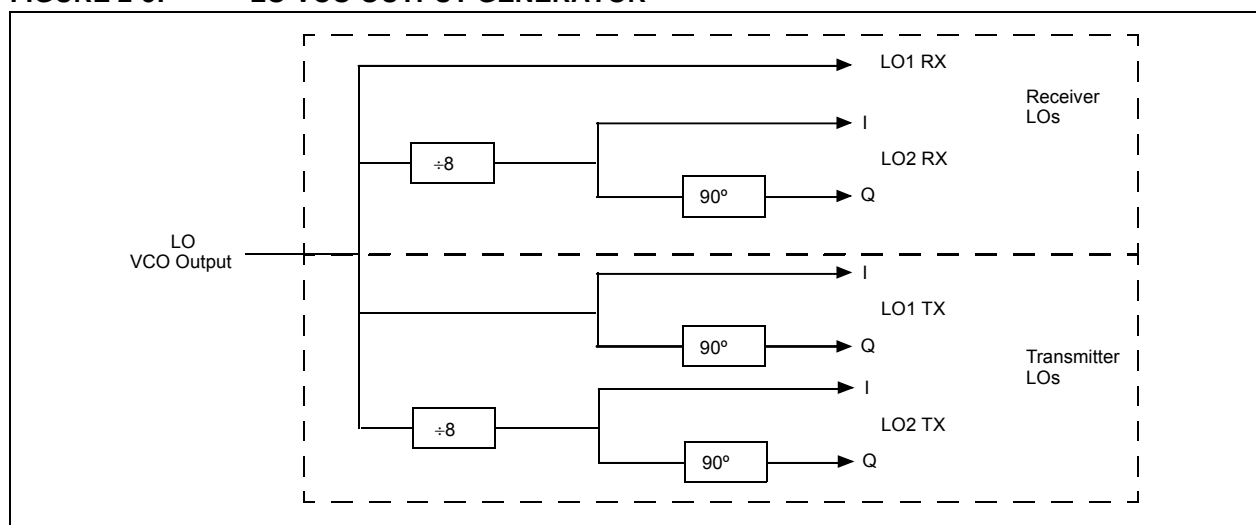 LO1 RX
Receiver
LOs
I
÷8
LO2 RX
90º
Q
LO
VCO Output
I
LO1 TX
90º
Q
Transmitter
LOs
I
÷8
LO2 TX
90º
Q